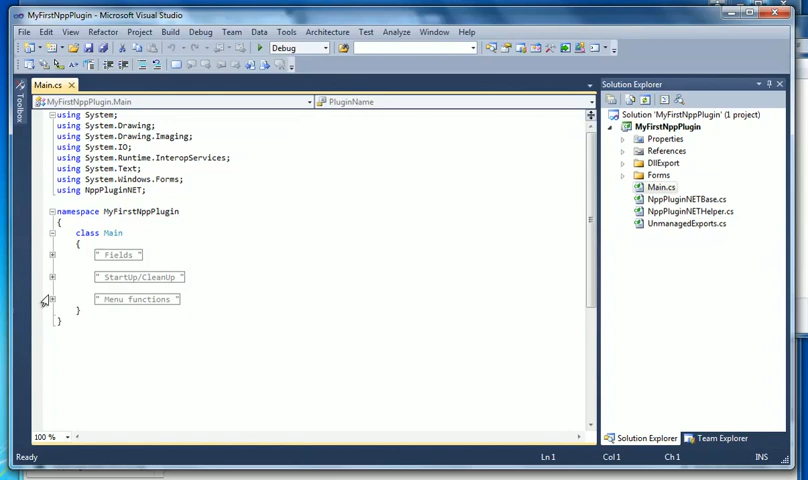 MyFirstNppPlugin - Microsoft Visual Studio
File Edit View Refactor Project Build Debug Team Data Tools Architecture Test Analyze Window Help
Debug
Main.cs
MyFirstNppPlugin.Main
PluginName
using System;
using System.Drawing;
using System.Drawing.Imaging;
using System.IO;
using System.Runtime.InteropServices;
using System.Text;
using System.Windows.Forms;
using NppPluginNET;
namespace MyFirstNppPlugin
{
class Main
{
" Fields "
" StartUp/CleanUp "
" Menu functions "
}
}
100 %
Toolbox
Solution Explorer
Solution 'MyFirstNppPlugin' (1 project)
MyFirstNppPlugin
Properties
References
DllExport
Forms
Main.cs
NppPluginNETBase.cs
NppPluginNETHelper.cs
UnmanagedExports.cs
Solution Explorer Team Explorer
Ready Ln 1 Col 1 Ch 1 INS